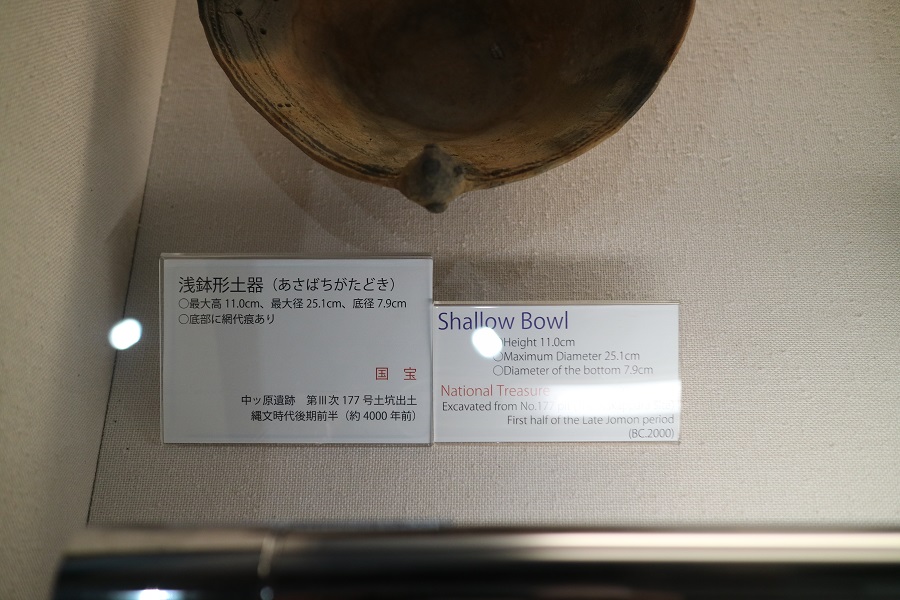 浅鉢形土器（あさばちがたどき）
○最大高 11.0cm、最大径 25.1cm、底径 7.9cm
○底部に網代痕あり
国 宝
中ッ原遺跡 第Ⅲ次 177 号土坑出土
縄文時代後期前半（約 4000 年前）
Shallow Bowl
Height 11.0cm
○Maximum Diameter 25.1cm
○Diameter of the bottom 7.9cm
National Treasure
Excavated from
First half of the Late Jomon period
(BC.2000)